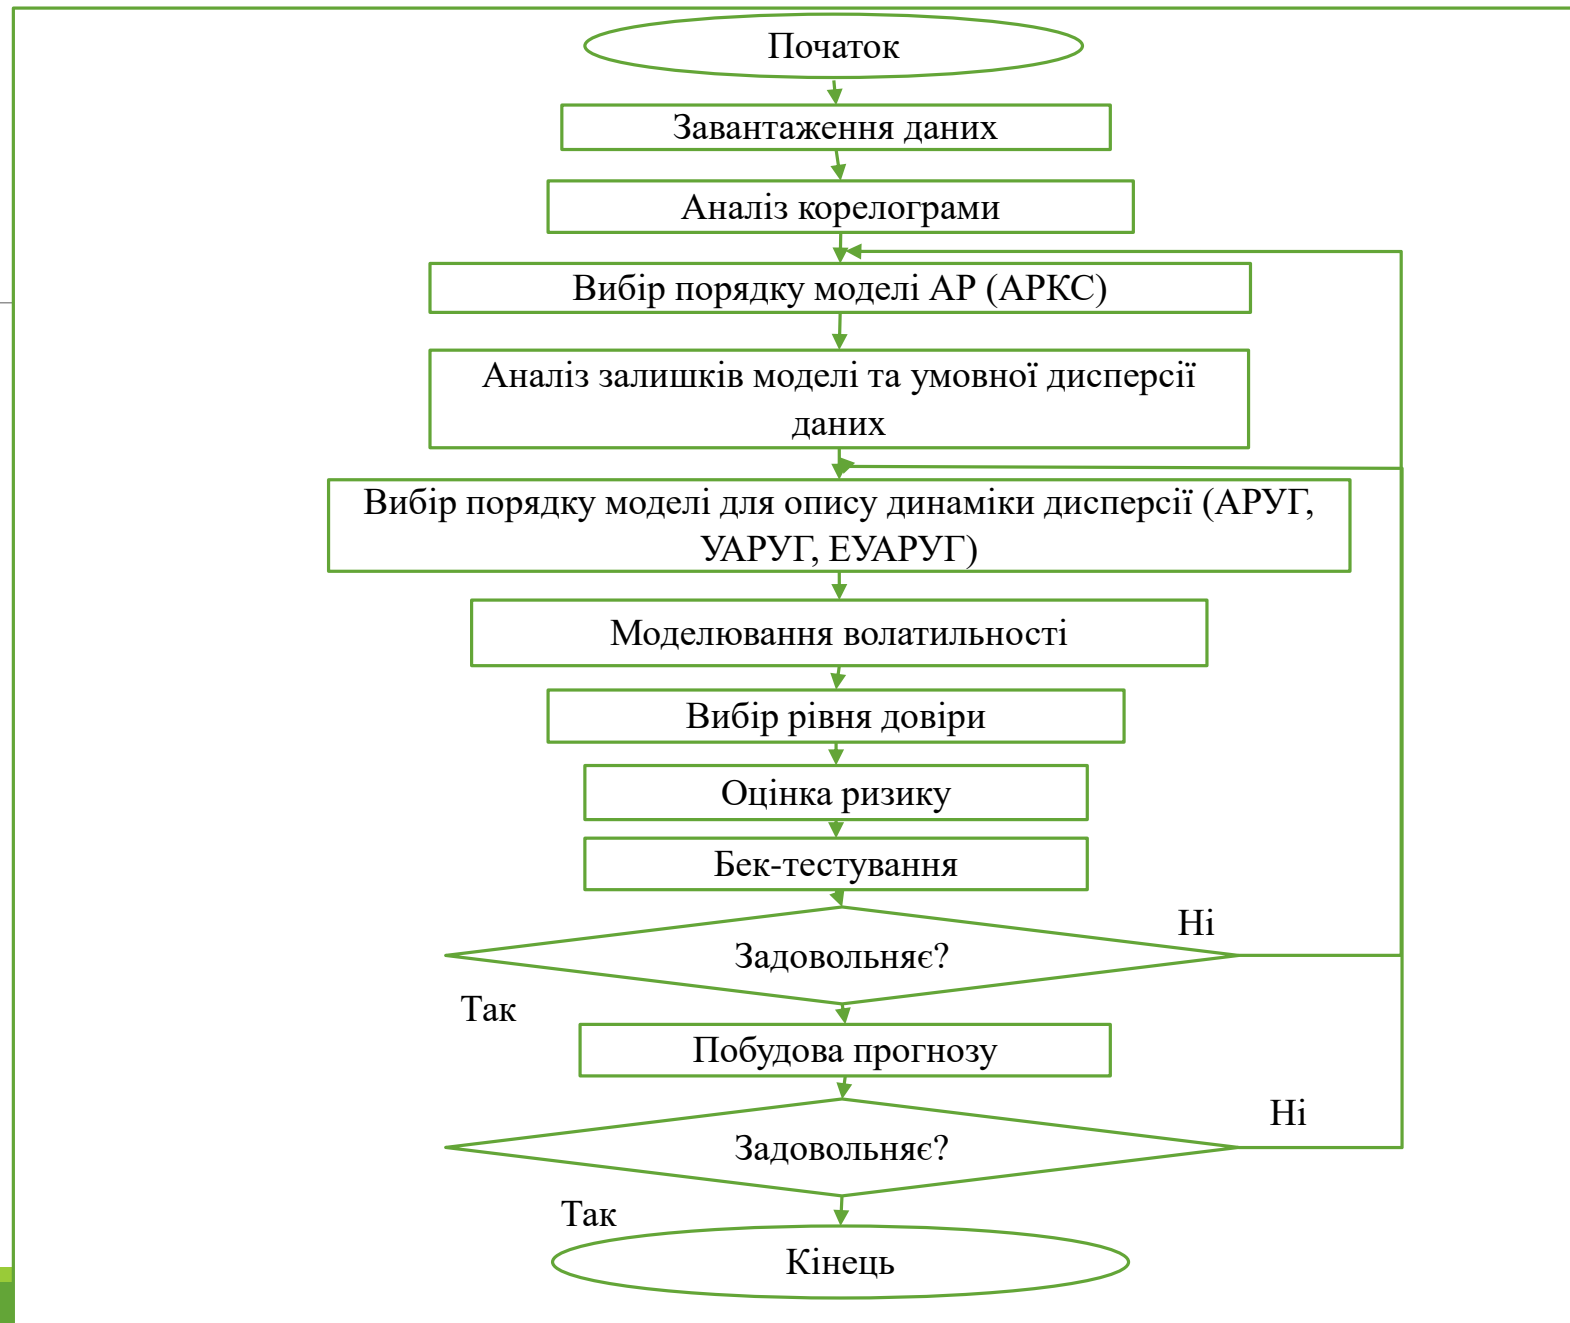 Початок
Завантаження даних
Аналіз корелограми
Вибір порядку моделі АР (АРКС)
Аналіз залишків моделі та умовної дисперсії
даних
Вибір порядку моделі для опису динаміки дисперсії (АРУГ,
УАРУГ, ЕУАРУГ)
Моделювання волатильності
Вибір рівня довіри
Оцінка ризику
Бек-тестування
Ні
Задовольняє?
Так
Побудова прогнозу
Ні
Задовольняє?
Так
Кінець